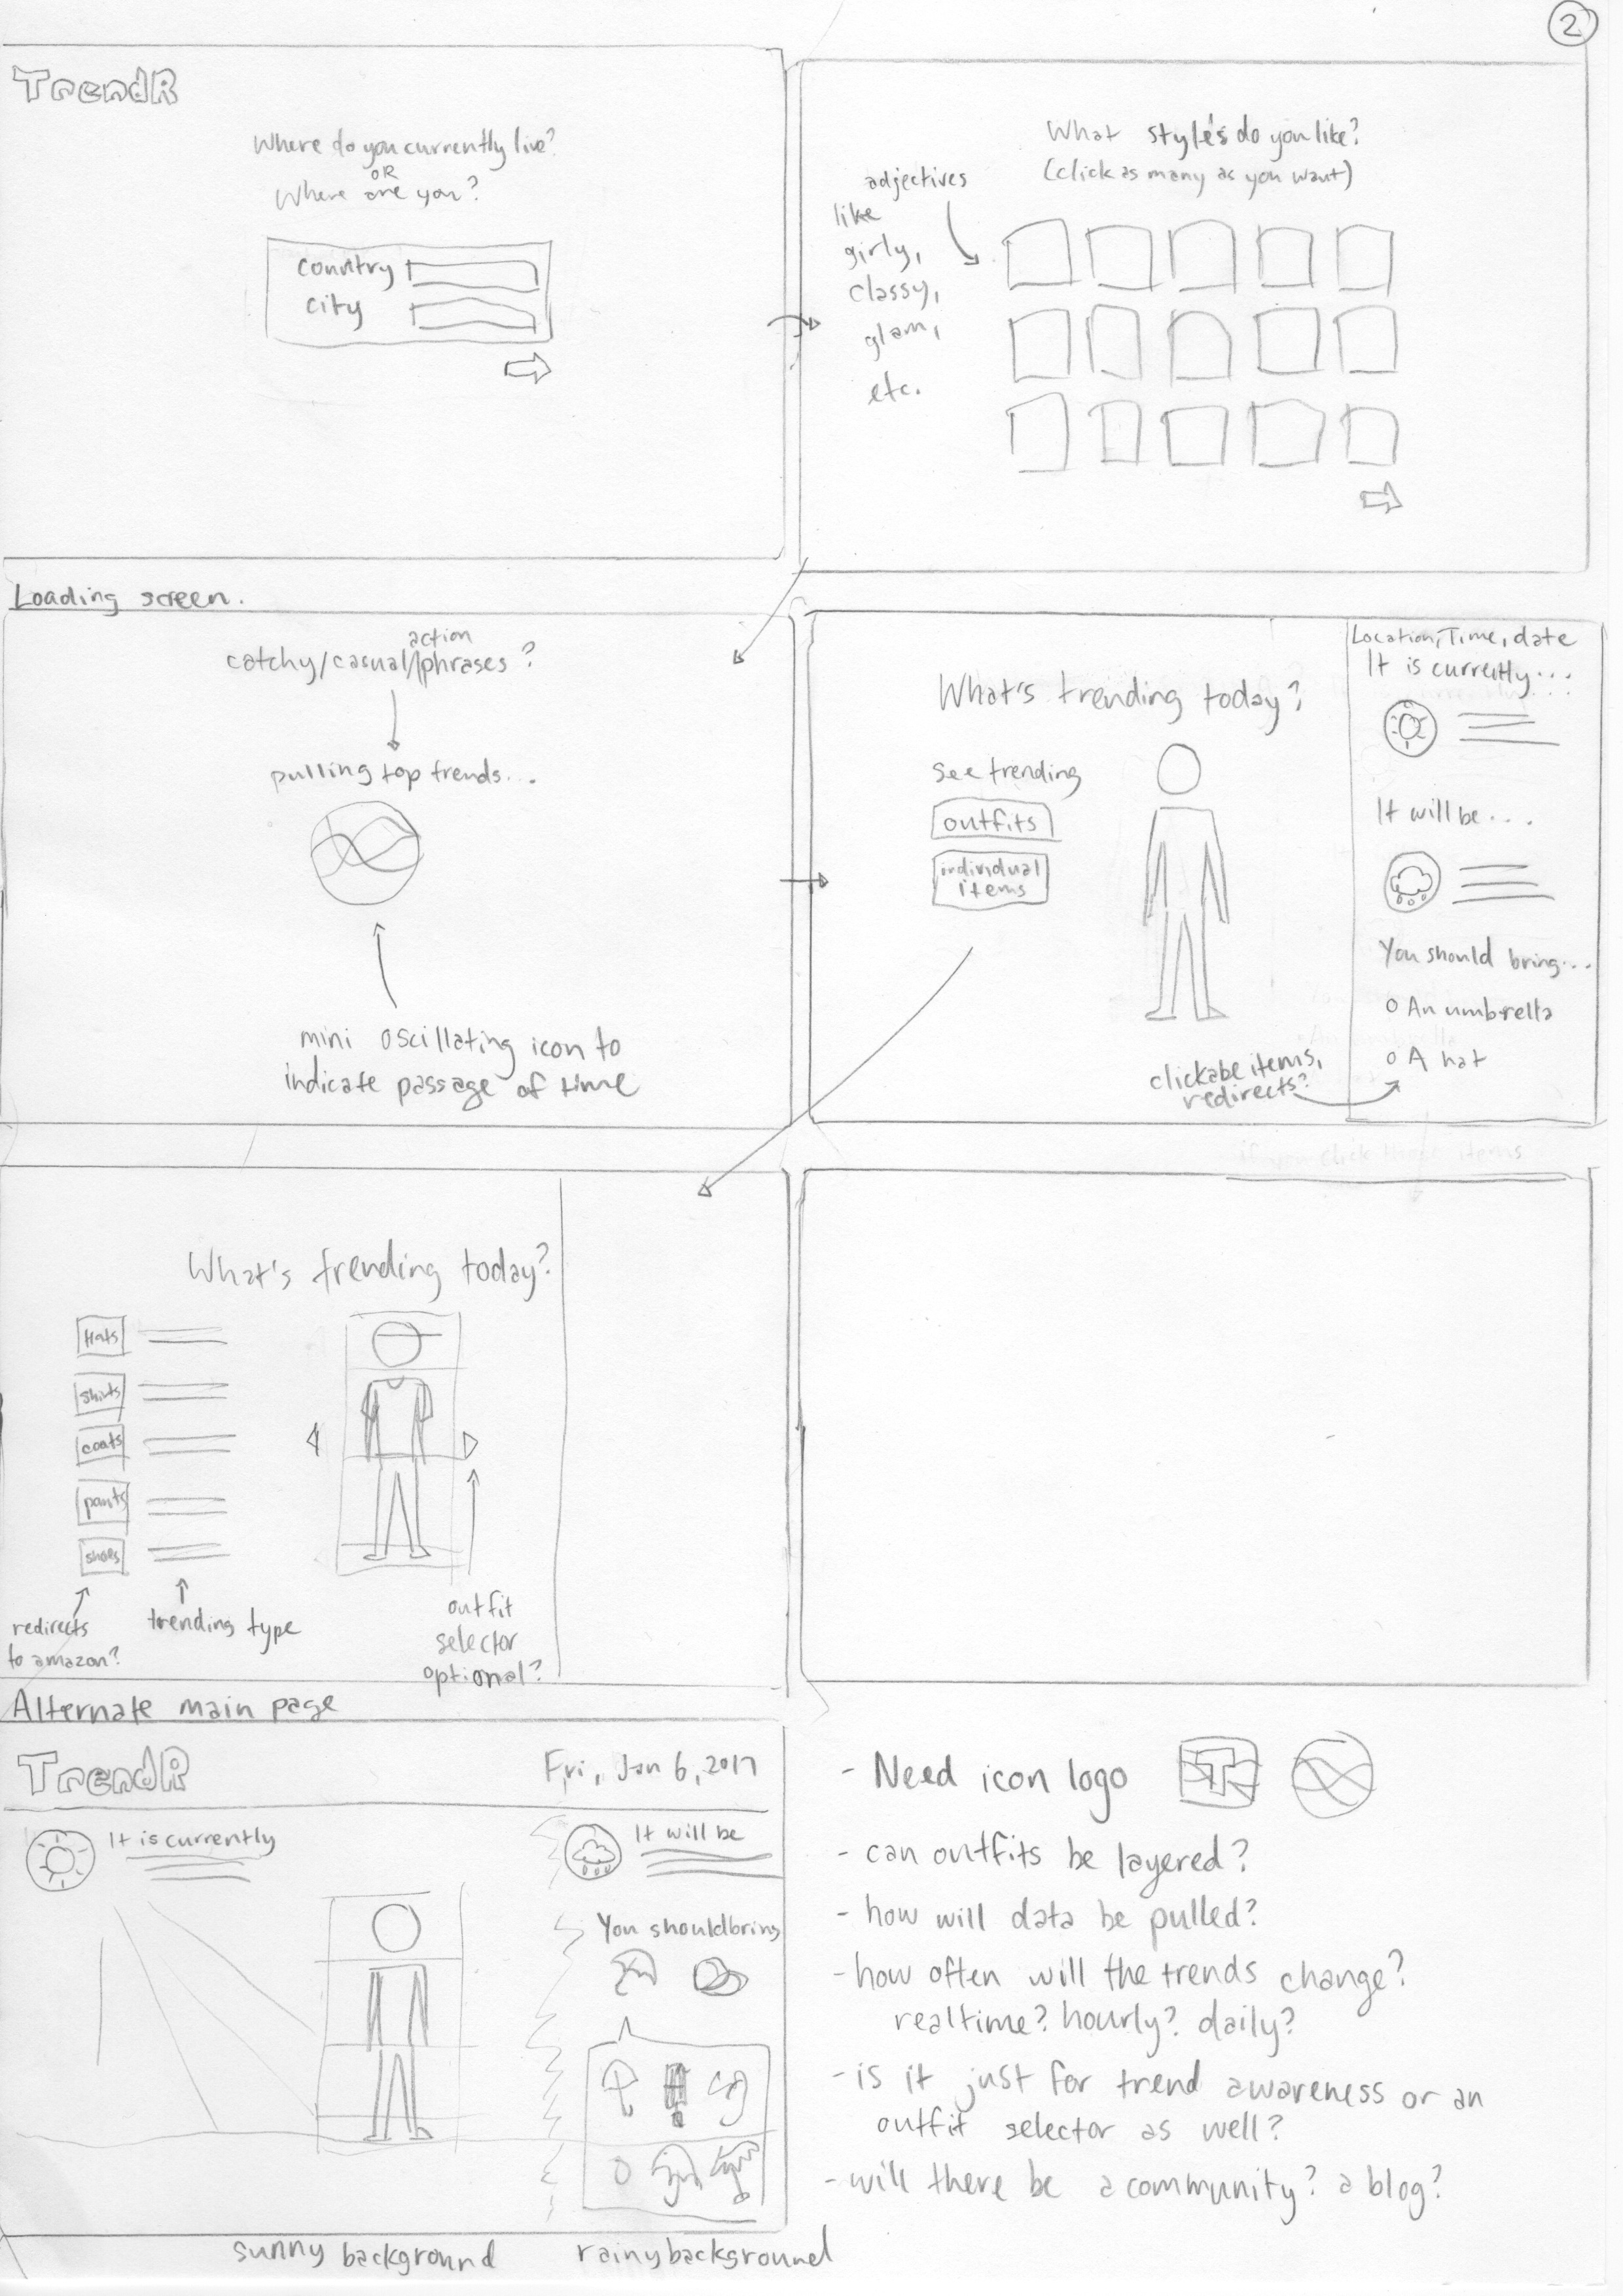 2
TrendR
Where do you currently live?
OR
Where are you?
country
city
What styles do you like?
(click as many as you want)
adjectives
like
girly,
classy,
glam,
etc.
Loading screen.
catchy/casual/action phrases?
pulling top trends...
mini oscillating icon to
indicate passage of time
What's trending today?
See trending
outfits
individual
items
clickable items,
redirects?
Location, Time, date
It is currently...
It will be...
You should bring...
o An umbrella
o A hat
What's trending today?
Hats
shirts
coats
pants
shoes
redirects
to amazon?
trending type
outfit
selector
optional?
Alternate main page
TrendR
Fri, Jan 6, 2017
It is currently
It will be
You should bring
sunny background
rainy background
- Need icon logo
- can outfits be layered?
- how will data be pulled?
- how often will the trends change?
realtime? hourly? daily?
- is it just for trend awareness or an
outfit selector as well?
- will there be a community? a blog?